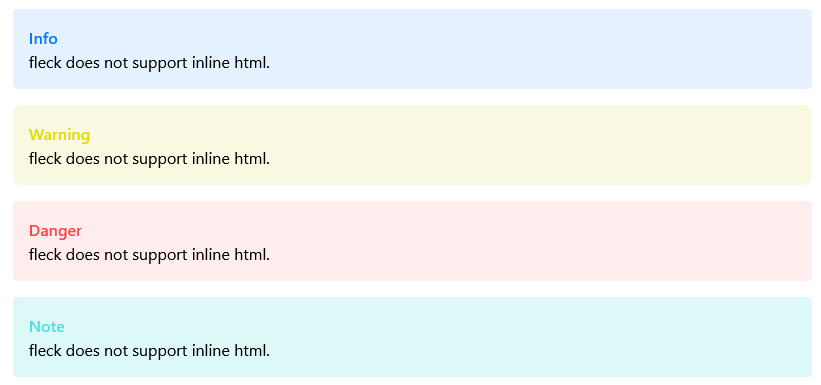 Info
fleck does not support inline html.
Warning
fleck does not support inline html.
Danger
fleck does not support inline html.
Note
fleck does not support inline html.